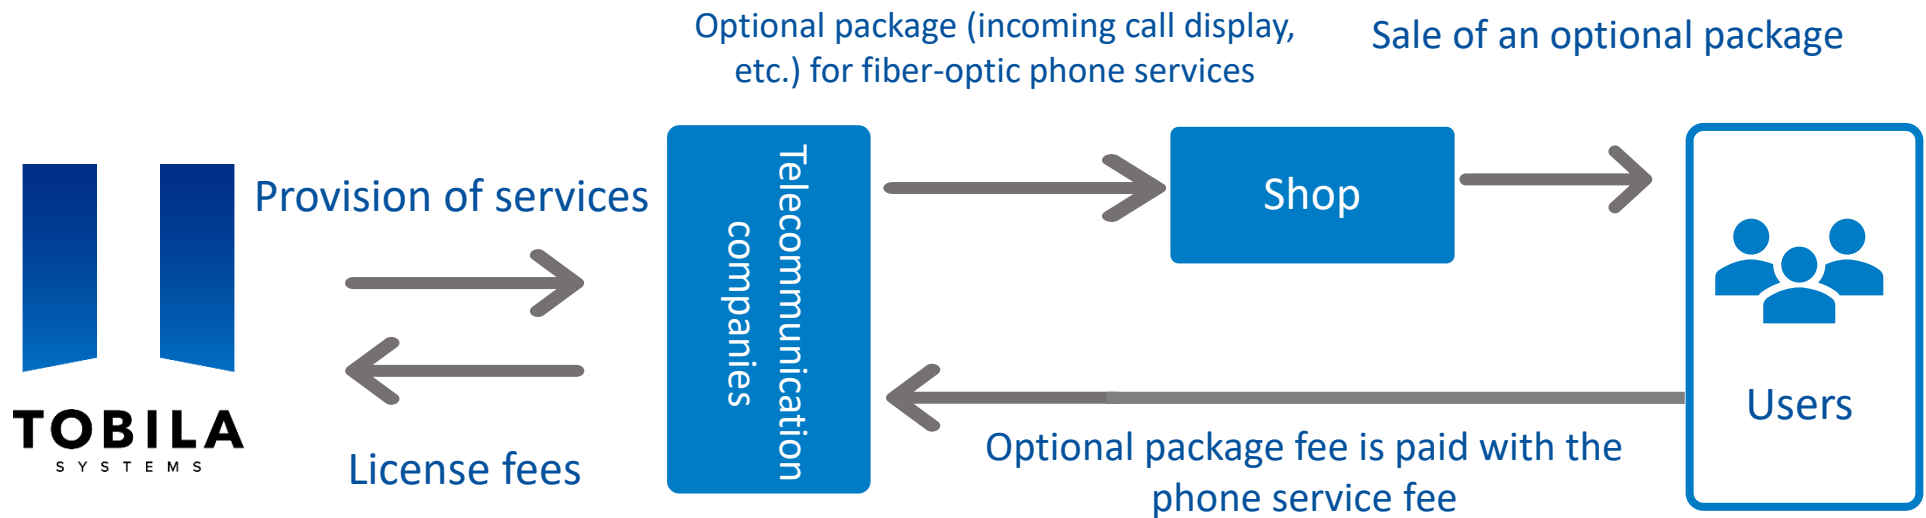 Optional package (incoming call display,
etc.) for fiber-optic phone services
Sale of an optional package
TOBILA
SYSTEMS
Provision of services
License fees
Telecommunication
companies
Shop
Users
Optional package fee is paid with the
phone service fee